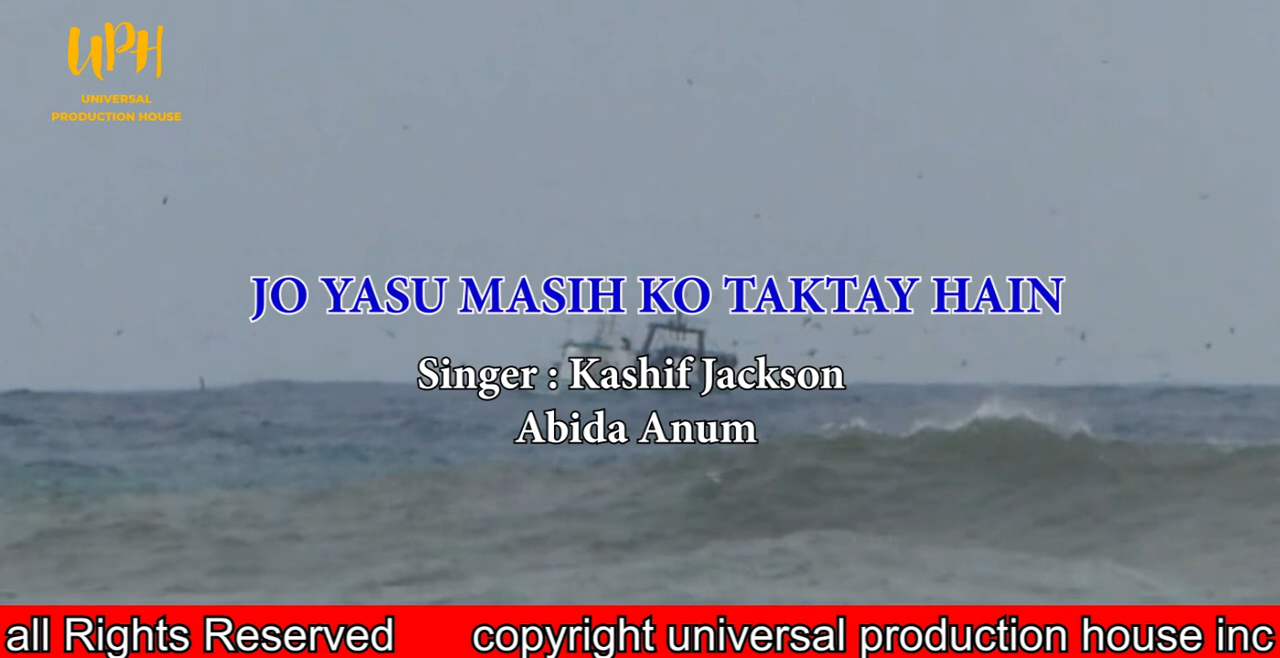 UPH
UNIVERSAL
PRODUCTION HOUSE
JO YASU MASIH KO TAKTAY HAIN
Singer : Kashif Jackson
Abida Anum
all Rights Reserved copyright universal production house inc